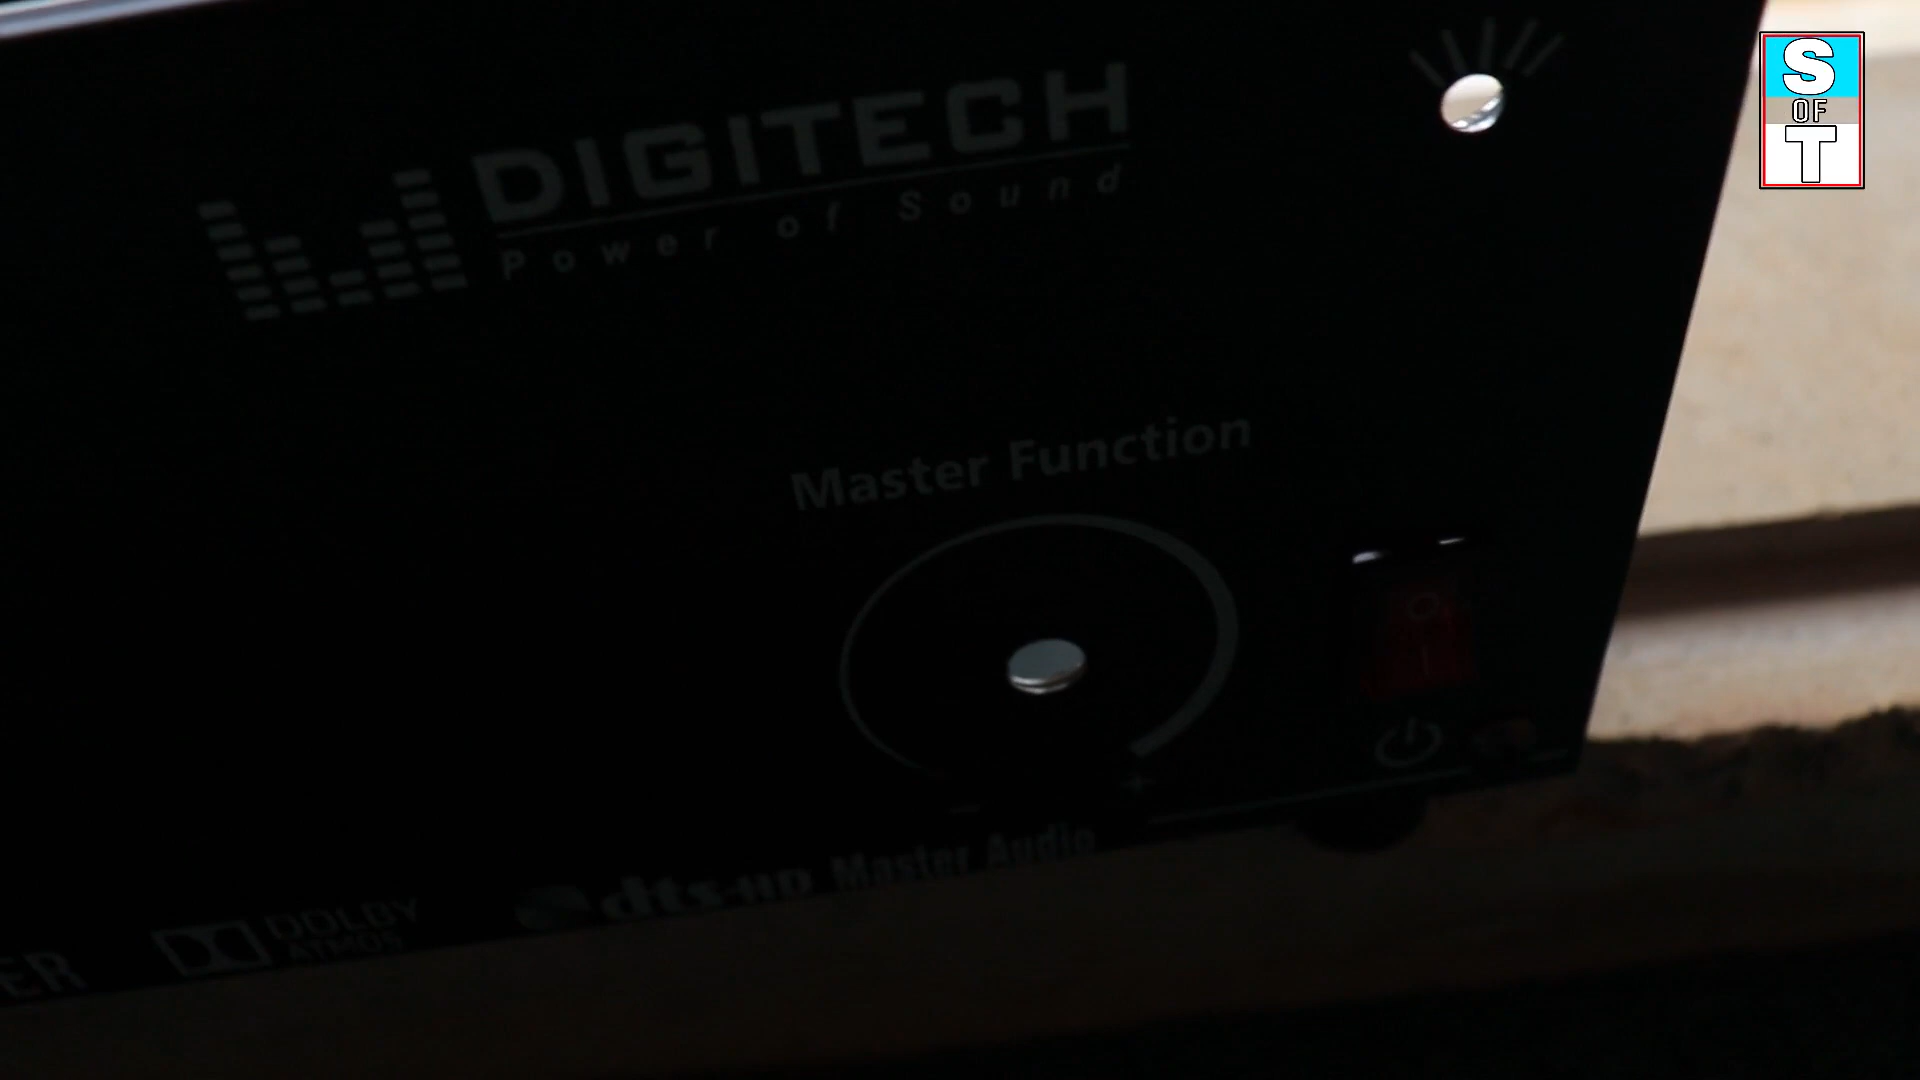 S
OF
T
DIGITECH
Power of Sound
Master Function
O
I
- +
dts-HD Master Audio
DOLBY
ATMOS
ER